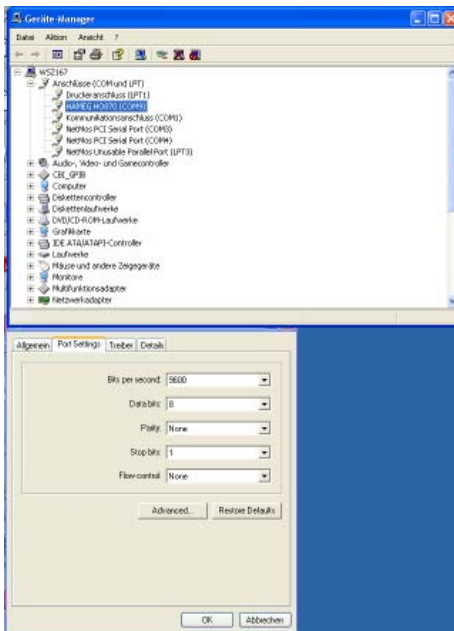 Geräte-Manager
Datei Aktion Ansicht ?
WS2167
Anschlüsse (COM und LPT)
Druckeranschluss (LPT1)
HAMEG HO870 (COM9)
Kommunikationsanschluss (COM1)
NetMos PCI Serial Port (COM3)
NetMos PCI Serial Port (COM4)
NetMos Unusable Parallel Port (LPT3)
Audio-, Video- und Gamecontroller
CBI_GPIB
Computer
Diskettencontroller
Diskettenlaufwerke
DVD/CD-ROM-Laufwerke
Grafikkarte
IDE ATA/ATAPI-Controller
Laufwerke
Mäuse und andere Zeigegeräte
Monitore
Multifunktionsadapter
Netzwerkadapter
Allgemein Port Settings Treiber Details
Bits per second: 9600
Data bits: 8
Parity: None
Stop bits: 1
Flow control: None
Advanced... Restore Defaults
OK Abbrechen